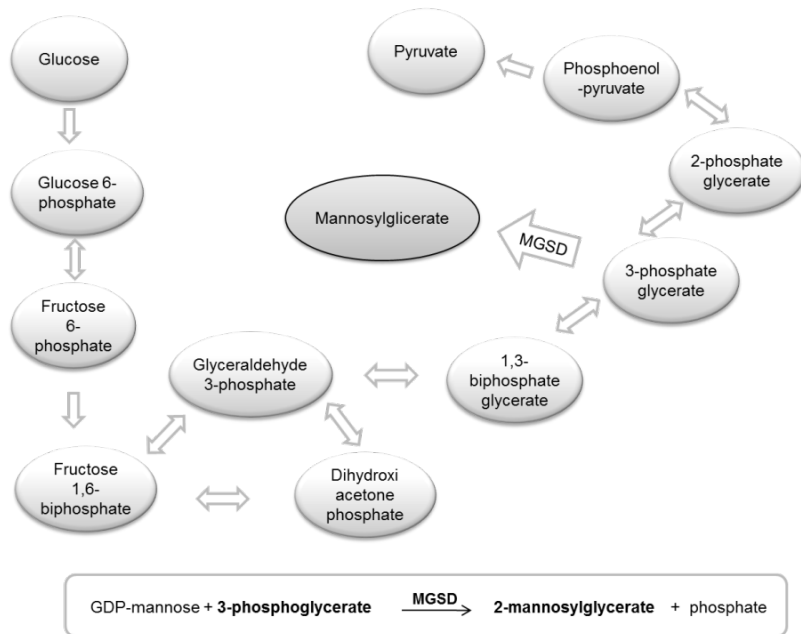 Glucose
Pyruvate
Phosphoenol
-pyruvate
2-phosphate
glycerate
Glucose 6-
phosphate
Mannosylglicerate
MGSD
3-phosphate
glycerate
Fructose
6-
phosphate
Glyceraldehyde
3-phosphate
1,3-
biphosphate
glycerate
Fructose
1,6-
biphosphate
Dihydroxi
acetone
phosphate
GDP-mannose + 3-phosphoglycerate MGSD 2-mannosylglycerate + phosphate